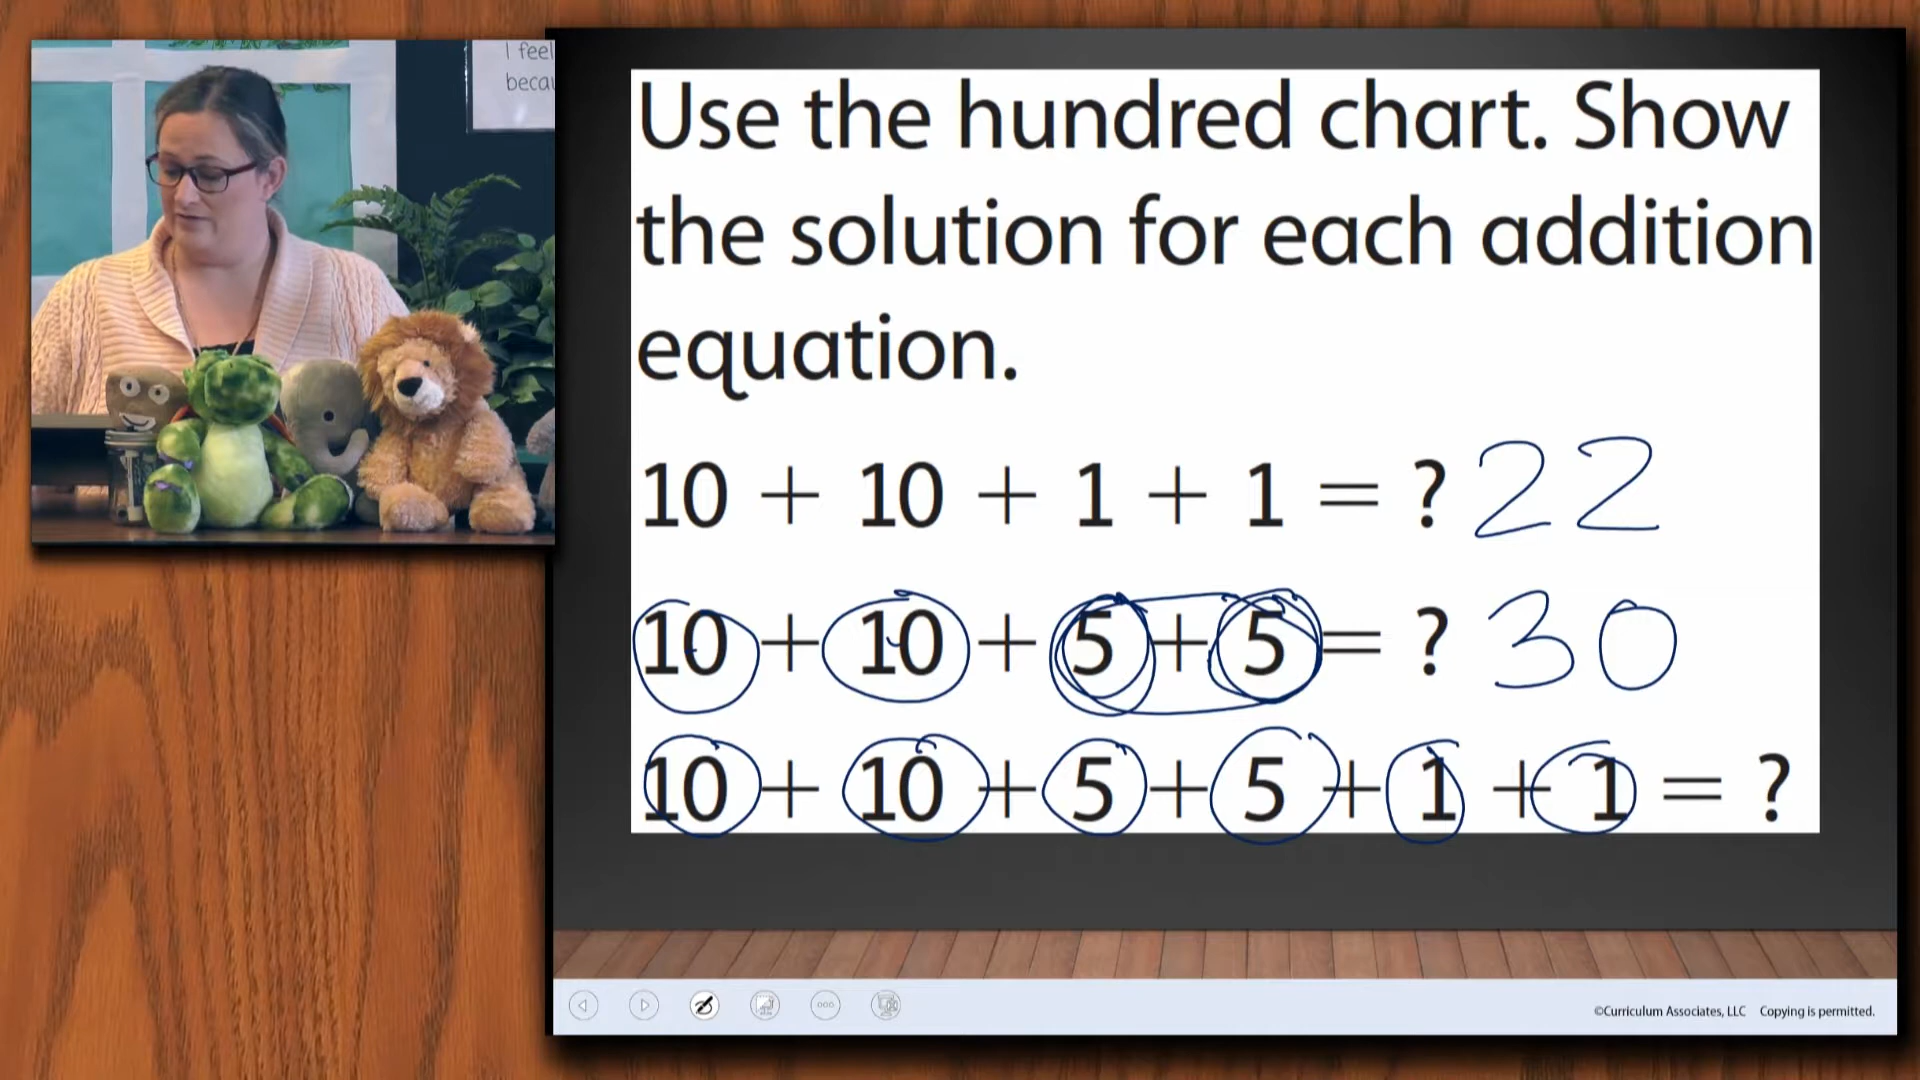 I feel
becau
Use the hundred chart. Show
the solution for each addition
equation.
10 + 10 + 1 + 1 = ? 22
10 + 10 + 5 + 5 = ? 30
10 + 10 + 5 + 5 + 1 + 1 = ?
©Curriculum Associates, LLC Copying is permitted.